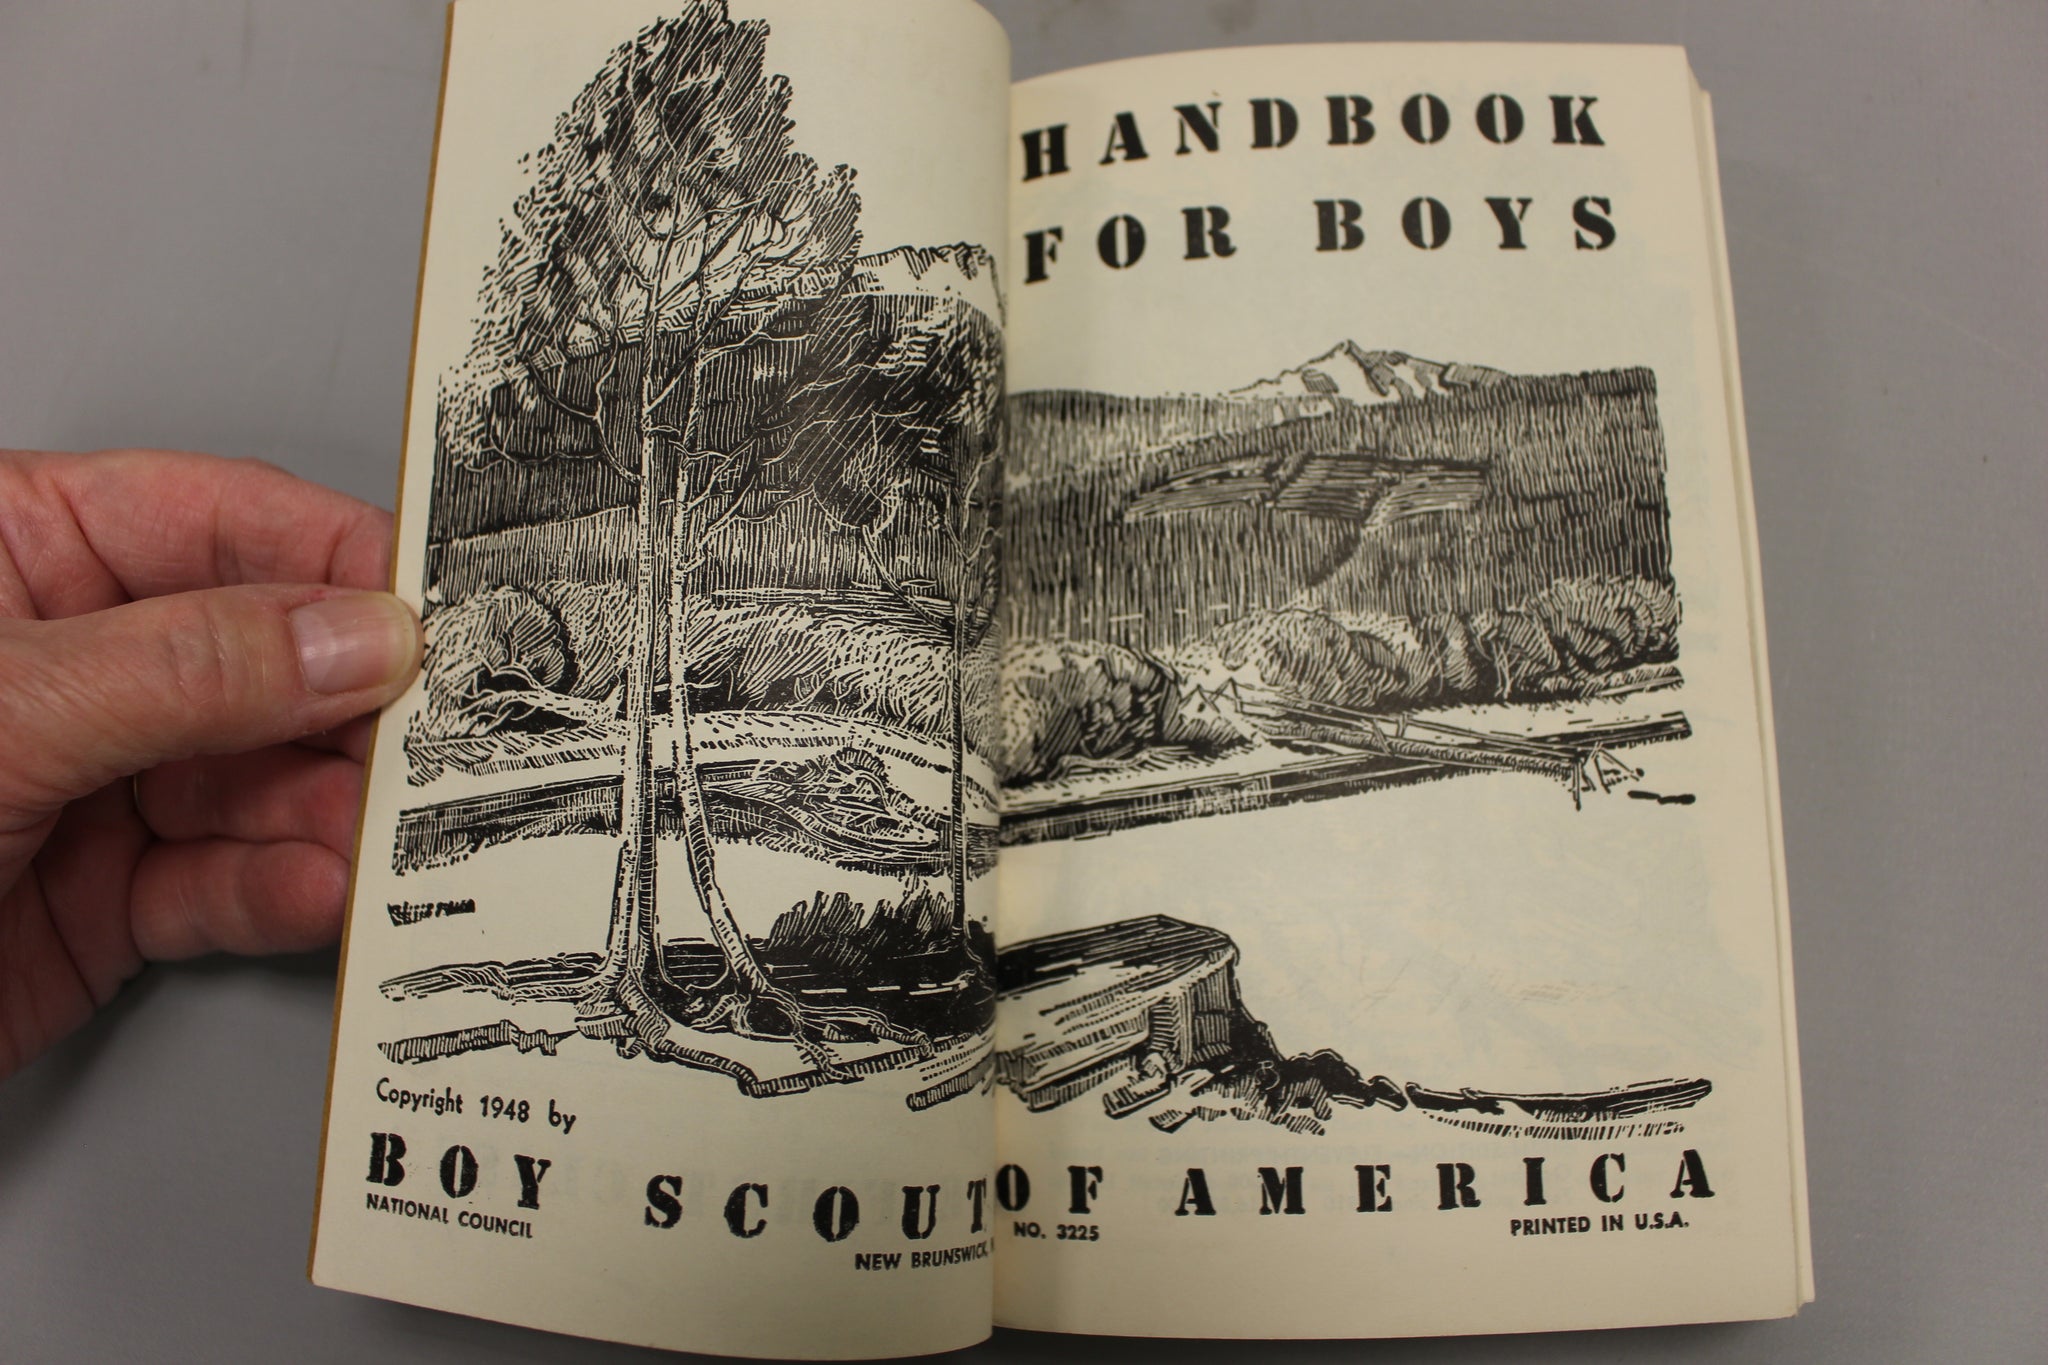 HANDBOOK
FOR BOYS
Copyright 1948 by
BOY SCOUT OF AMERICA
NATIONAL COUNCIL
NEW BRUNSWICK, N
NO. 3225
PRINTED IN U.S.A.